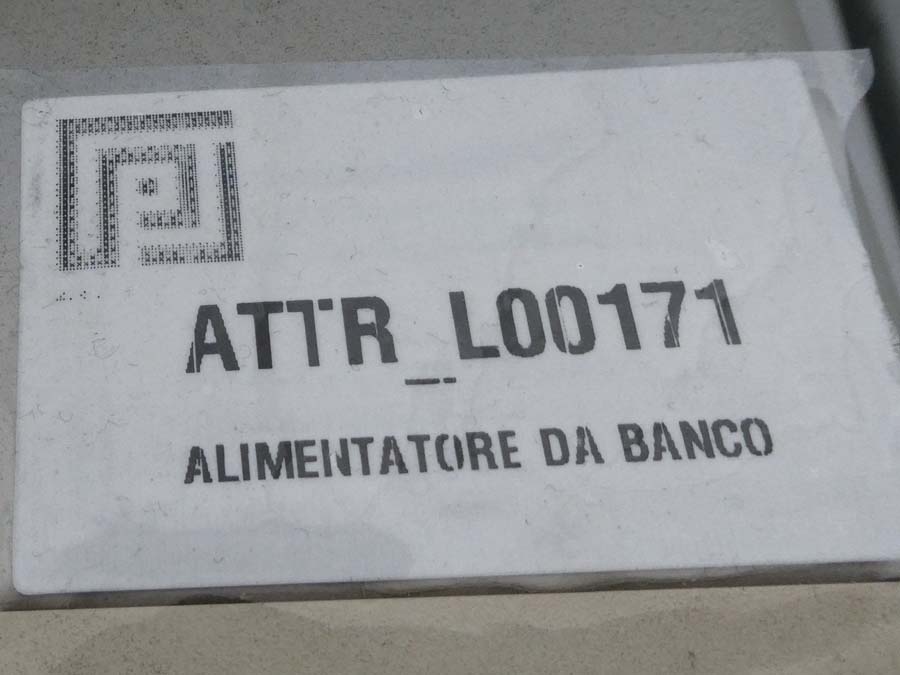 ATTR_L00171
ALIMENTATORE DA BANCO